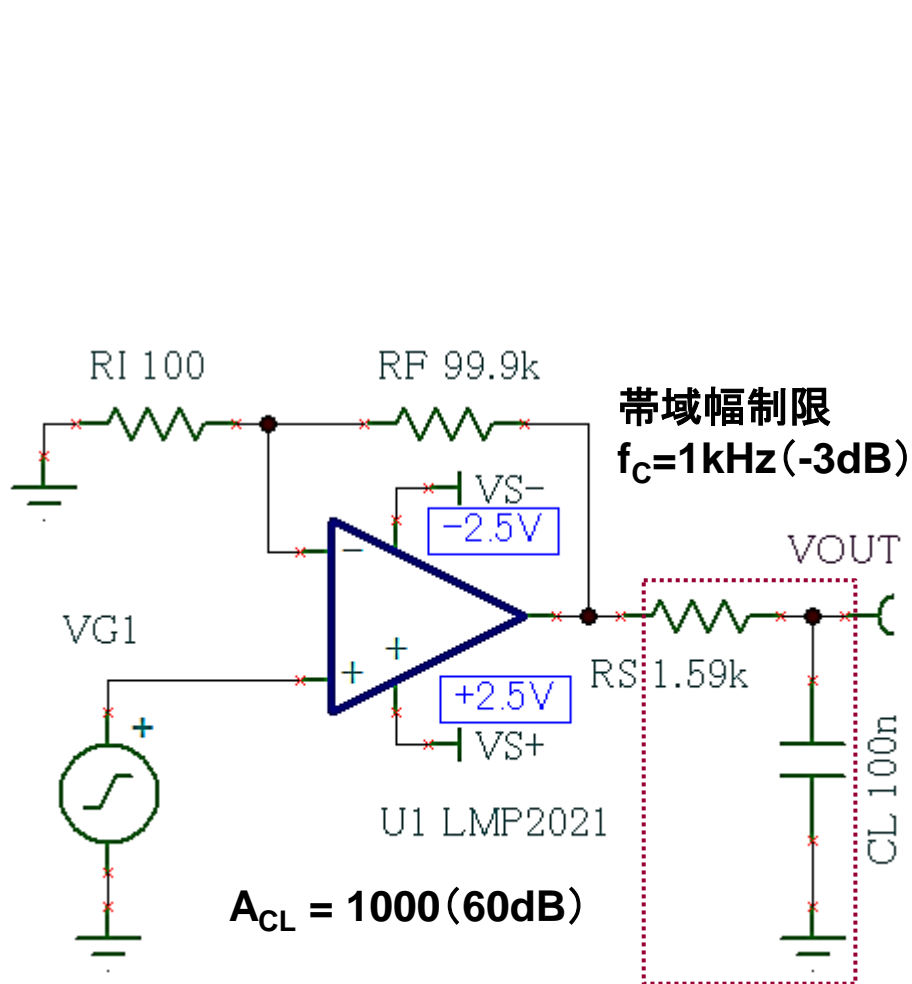 RI 100
RF 99.9k
帯域幅制限
fC=1kHz（-3dB）
VS-
-2.5V
VOUT
VG1
RS 1.59k
+2.5V
VS+
CL 100n
U1 LMP2021
ACL = 1000（60dB）